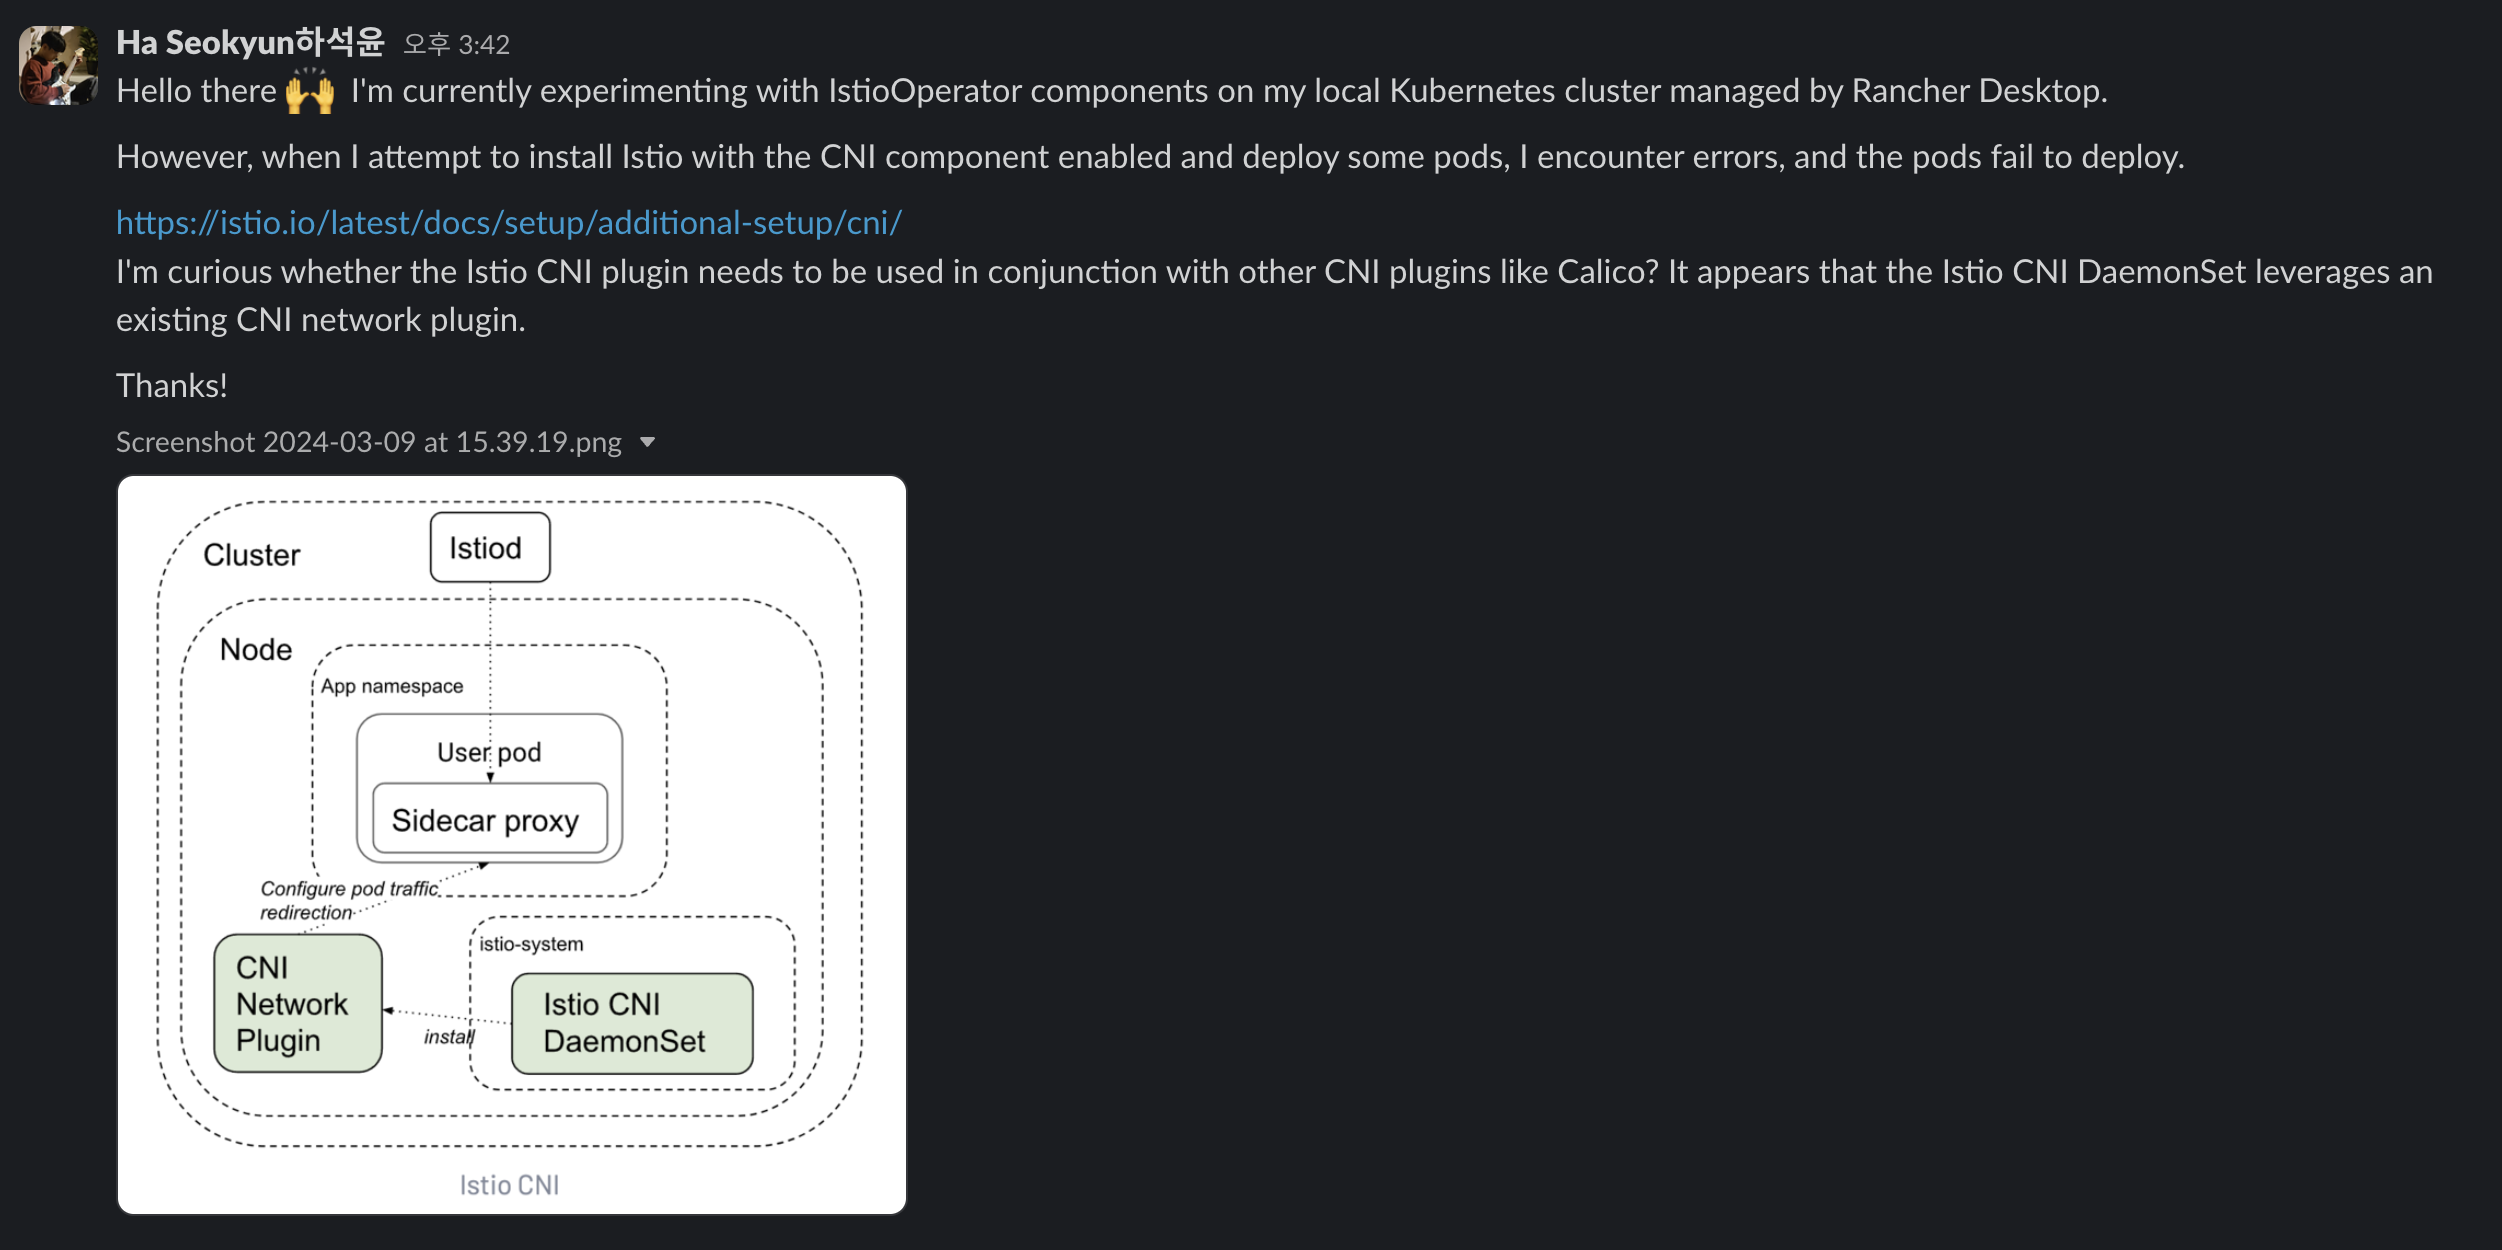 Ha Seokyun하석윤 오후 3:42
Hello there 🙌 I'm currently experimenting with IstioOperator components on my local Kubernetes cluster managed by Rancher Desktop.
However, when I attempt to install Istio with the CNI component enabled and deploy some pods, I encounter errors, and the pods fail to deploy.
https://istio.io/latest/docs/setup/additional-setup/cni/
I'm curious whether the Istio CNI plugin needs to be used in conjunction with other CNI plugins like Calico? It appears that the Istio CNI DaemonSet leverages an
existing CNI network plugin.
Thanks!
Screenshot 2024-03-09 at 15.39.19.png
Istiod
Cluster
Node
App namespace
User pod
Sidecar proxy
Configure pod traffic
redirection
istio-system
CNI
Network
Plugin
install
Istio CNI
DaemonSet
Istio CNI